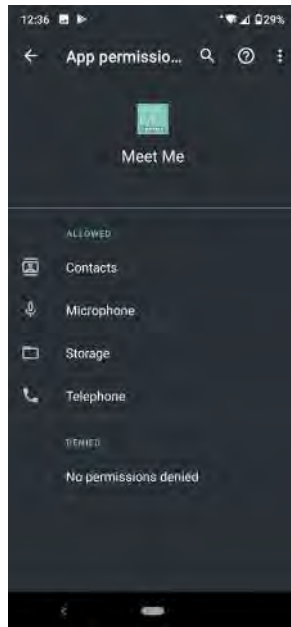 12:36 29%
App permissio...
Meet Me
ALLOWED
Contacts
Microphone
Storage
Telephone
DENIED
No permissions denied